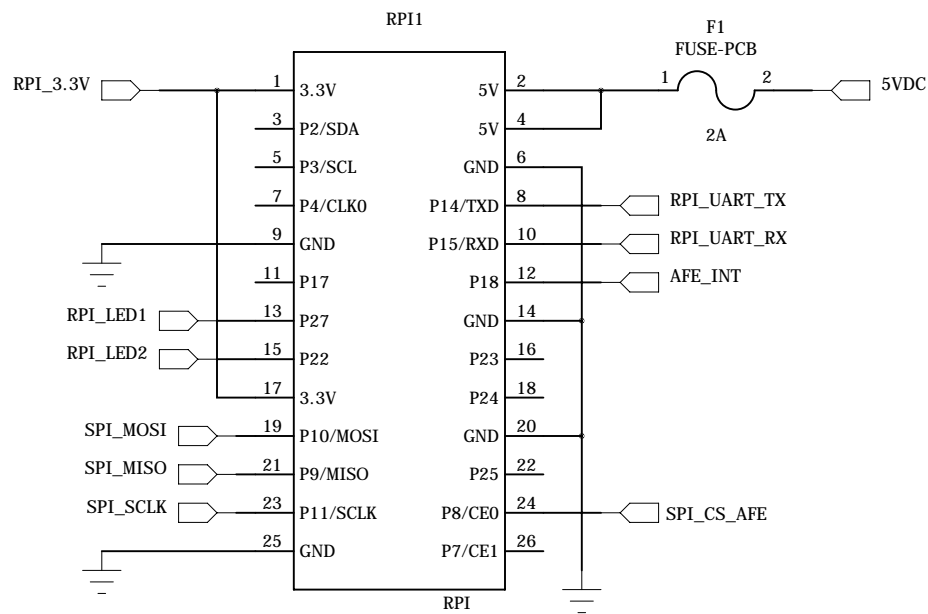 RPI1
F1
FUSE-PCB
RPI_3.3V 1 3.3V 5V 2 1 2 5VDC
3 P2/SDA 5V 4 2A
5 P3/SCL GND 6
7 P4/CLK0 P14/TXD 8 RPI_UART_TX
9 GND P15/RXD 10 RPI_UART_RX
11 P17 P18 12 AFE_INT
RPI_LED1 13 P27 GND 14
RPI_LED2 15 P22 P23 16
17 3.3V P24 18
SPI_MOSI 19 P10/MOSI GND 20
SPI_MISO 21 P9/MISO P25 22
SPI_SCLK 23 P11/SCLK P8/CE0 24 SPI_CS_AFE
25 GND P7/CE1 26
RPI